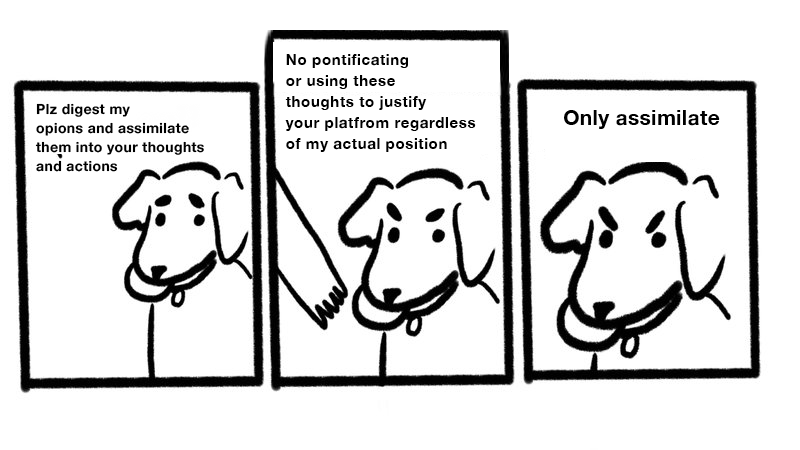 Plz digest my
opions and assimilate
them into your thoughts
and actions
No pontificating
or using these
thoughts to justify
your platfrom regardless
of my actual position
Only assimilate